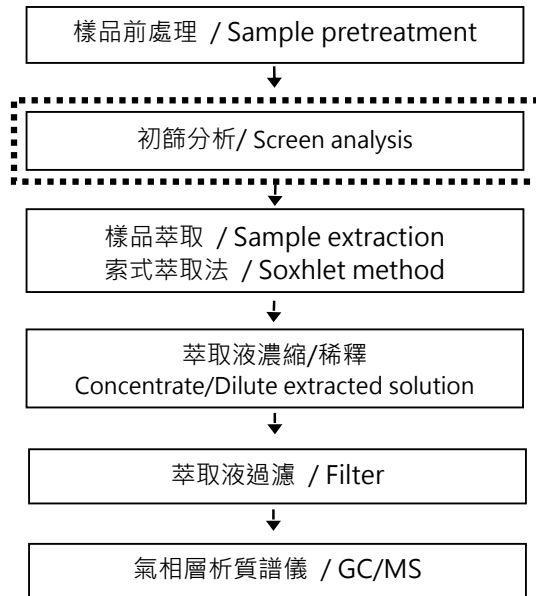 樣品前處理 / Sample pretreatment
初篩分析/ Screen analysis
樣品萃取 / Sample extraction
索式萃取法 / Soxhlet method
萃取液濃縮/稀釋
Concentrate/Dilute extracted solution
萃取液過濾 / Filter
氣相層析質譜儀 / GC/MS